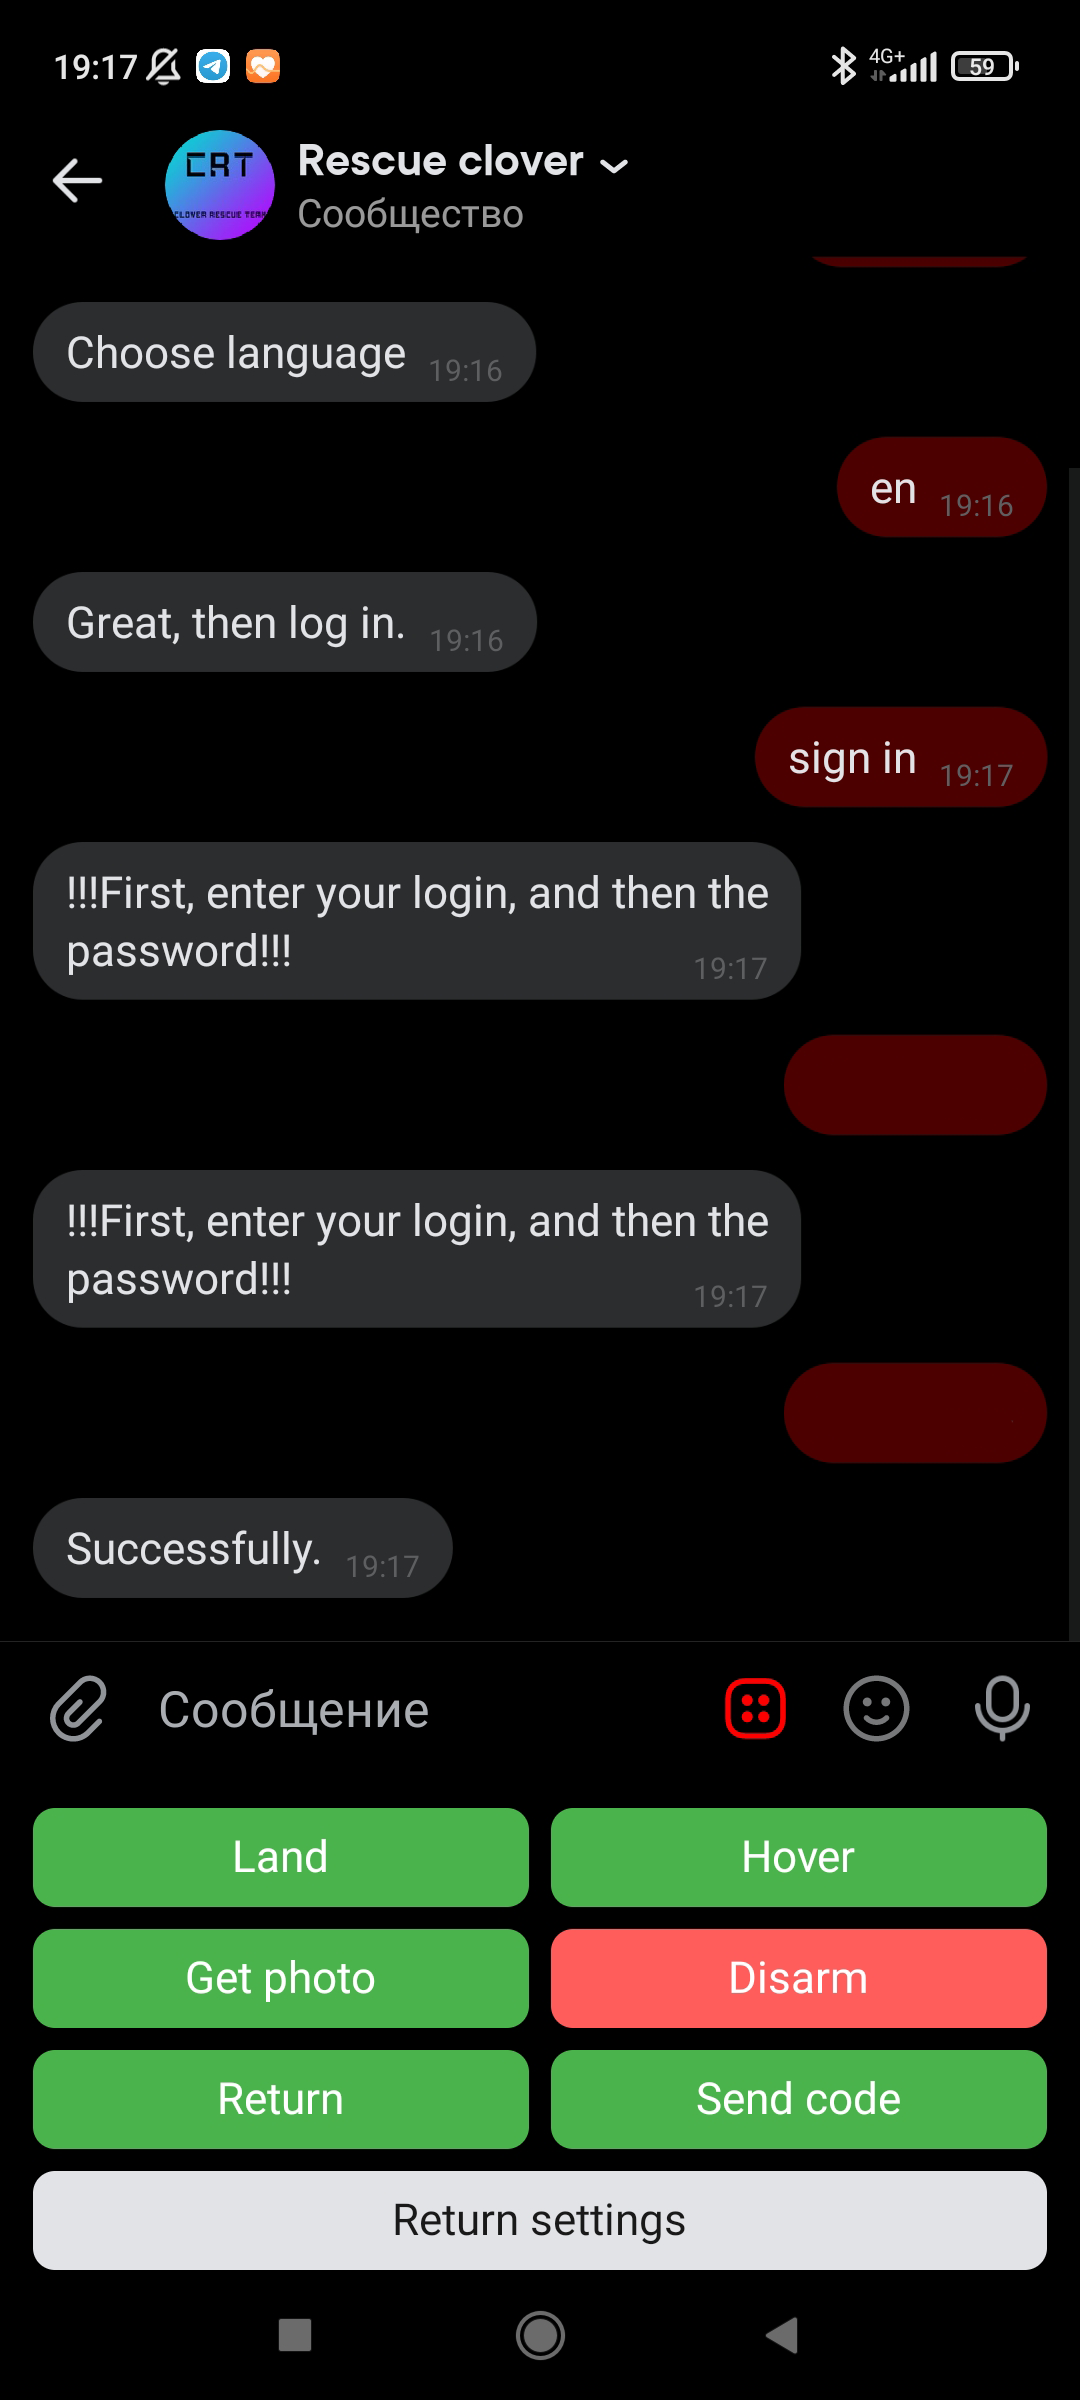 19:17
4G+
59
CRT
CLOVER RESCUE TEAM
Rescue clover
Сообщество
Choose language 19:16
en 19:16
Great, then log in. 19:16
sign in 19:17
!!!First, enter your login, and then the
password!!!
19:17
!!!First, enter your login, and then the
password!!!
19:17
Successfully. 19:17
Сообщение
Land
Hover
Get photo
Disarm
Return
Send code
Return settings